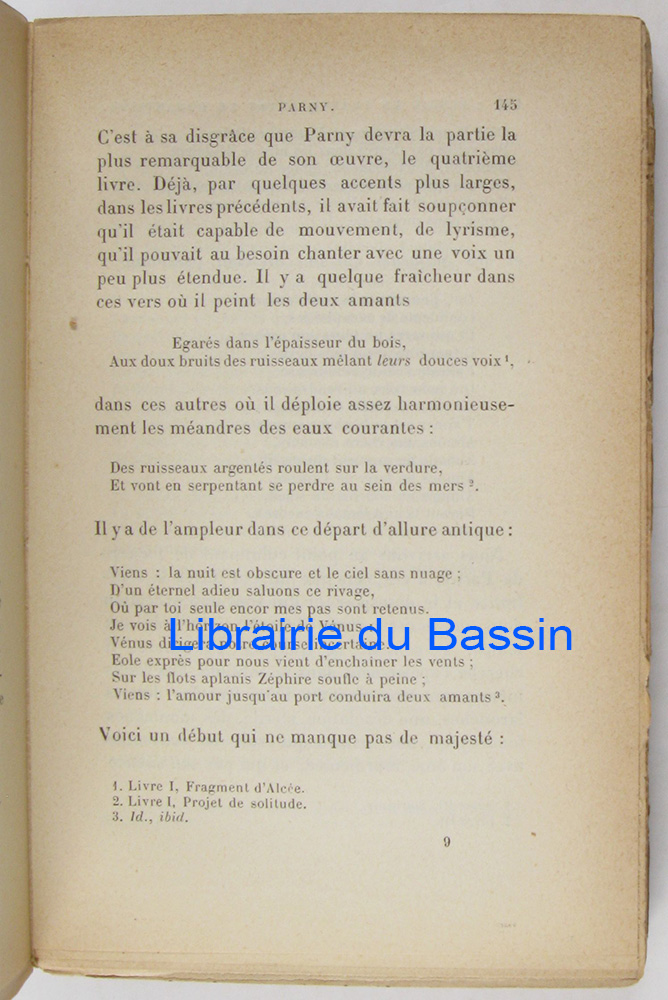 PARNY. 145
C'est à sa disgrâce que Parny devra la partie la
plus remarquable de son œuvre, le quatrième
livre. Déjà, par quelques accents plus larges,
dans les livres précédents, il avait fait soupçonner
qu'il était capable de mouvement, de lyrisme,
qu'il pouvait au besoin chanter avec une voix un
peu plus étendue. Il y a quelque fraîcheur dans
ces vers où il peint les deux amants
Egarés dans l'épaisseur du bois,
Aux doux bruits des ruisseaux mêlant leurs douces voix ¹,
dans ces autres où il déploie assez harmonieuse-
ment les méandres des eaux courantes :
Des ruisseaux argentés roulent sur la verdure,
Et vont en serpentant se perdre au sein des mers ².
Il y a de l'ampleur dans ce départ d'allure antique :
Viens : la nuit est obscure et le ciel sans nuage ;
D'un éternel adieu saluons ce rivage,
Où par toi seule encor mes pas sont retenus.
Je vois à l'horizon l'étoile de Vénus :
Vénus dirigera notre course incertaine.
Librairie du Bassin
Eole exprès pour nous vient d'enchainer les vents ;
Sur les flots aplanis Zéphire soufle à peine ;
Viens : l'amour jusqu'au port conduira deux amants ³.
Voici un début qui ne manque pas de majesté :
1. Livre I, Fragment d'Alcée.
2. Livre I, Projet de solitude.
3. Id., ibid.
9